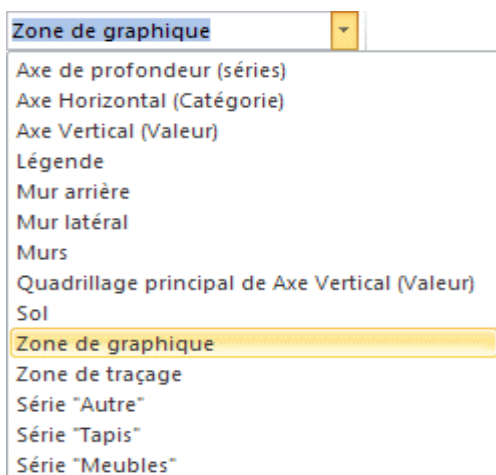 Zone de graphique
Axe de profondeur (séries)
Axe Horizontal (Catégorie)
Axe Vertical (Valeur)
Légende
Mur arrière
Mur latéral
Murs
Quadrillage principal de Axe Vertical (Valeur)
Sol
Zone de graphique
Zone de traçage
Série "Autre"
Série "Tapis"
Série "Meubles"